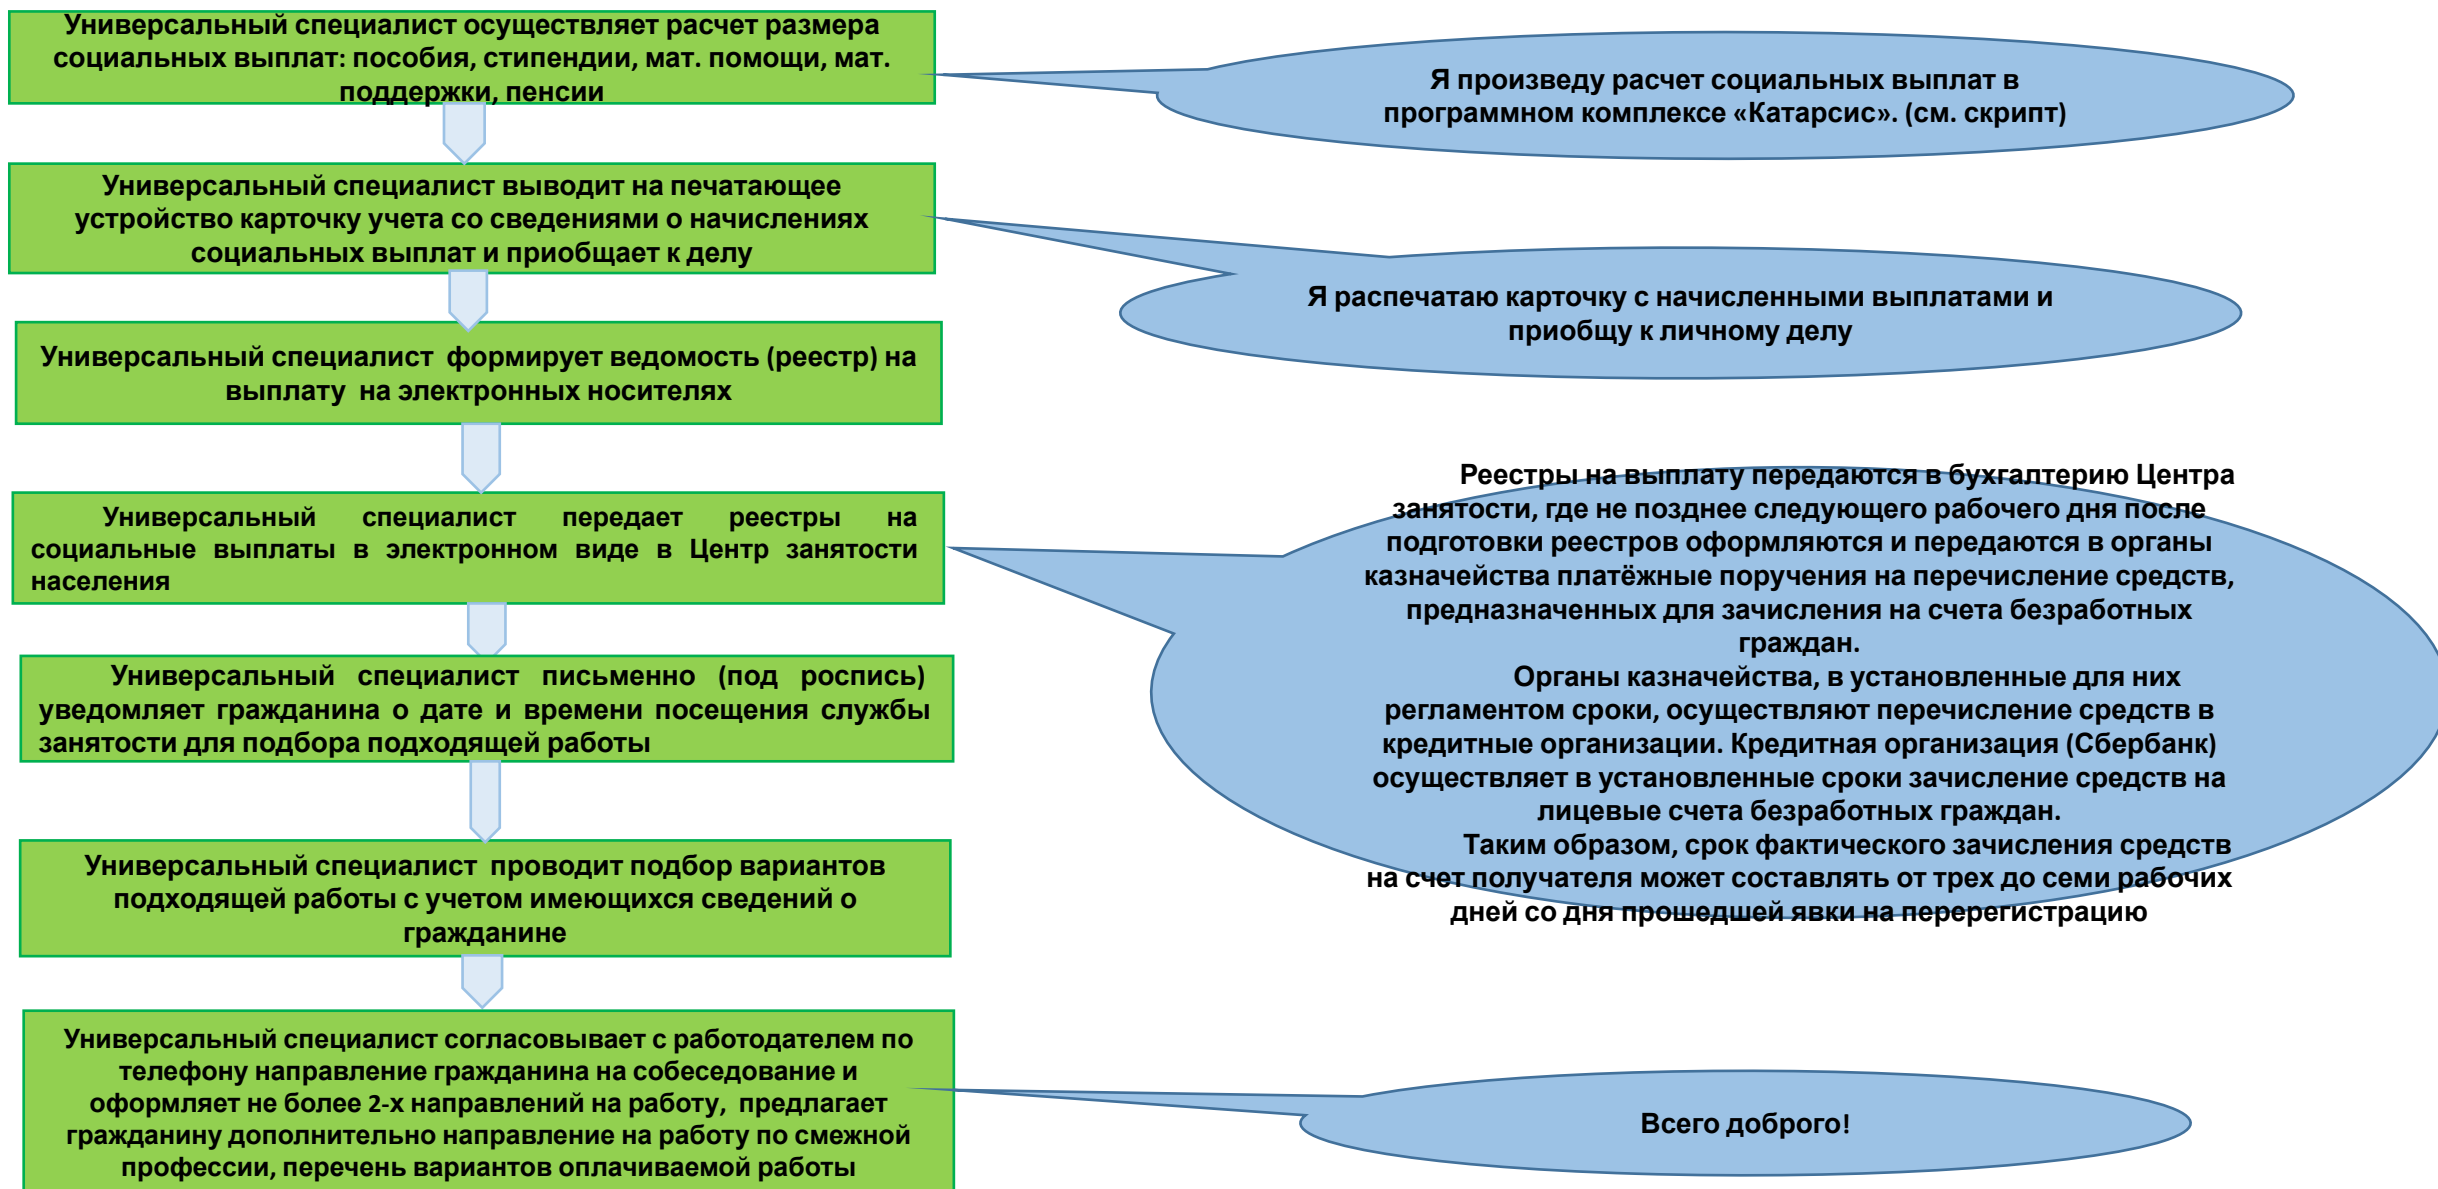 Универсальный специалист осуществляет расчет размера
социальных выплат: пособия, стипендии, мат. помощи, мат.
поддержки, пенсии
Я произведу расчет социальных выплат в
программном комплексе «Катарсис». (см. скрипт)
Универсальный специалист выводит на печатающее
устройство карточку учета со сведениями о начислениях
социальных выплат и приобщает к делу
Я распечатаю карточку с начисленными выплатами и
приобщу к личному делу
Универсальный специалист формирует ведомость (реестр) на
выплату на электронных носителях
Универсальный специалист передает реестры на
социальные выплаты в электронном виде в Центр занятости
населения
Реестры на выплату передаются в бухгалтерию Центра
занятости, где не позднее следующего рабочего дня после
подготовки реестров оформляются и передаются в органы
казначейства платёжные поручения на перечисление средств,
предназначенных для зачисления на счета безработных
граждан.
Органы казначейства, в установленные для них
регламентом сроки, осуществляют перечисление средств в
кредитные организации. Кредитная организация (Сбербанк)
осуществляет в установленные сроки зачисление средств на
лицевые счета безработных граждан.
Таким образом, срок фактического зачисления средств
на счет получателя может составлять от трех до семи рабочих
дней со дня прошедшей явки на перерегистрацию
Универсальный специалист письменно (под роспись)
уведомляет гражданина о дате и времени посещения службы
занятости для подбора подходящей работы
Универсальный специалист проводит подбор вариантов
подходящей работы с учетом имеющихся сведений о
гражданине
Универсальный специалист согласовывает с работодателем по
телефону направление гражданина на собеседование и
оформляет не более 2-х направлений на работу, предлагает
гражданину дополнительно направление на работу по смежной
профессии, перечень вариантов оплачиваемой работы
Всего доброго!